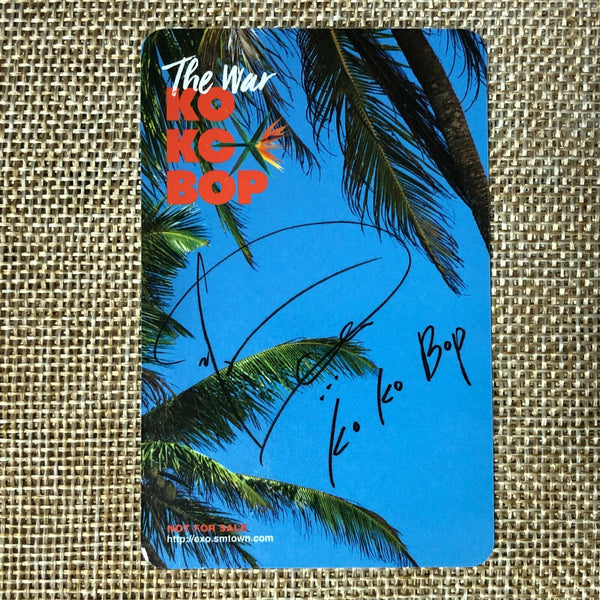 The War
KO
KO
BOP
Ko Ko Bop
NOT FOR SALE
http://exo.smtown.com